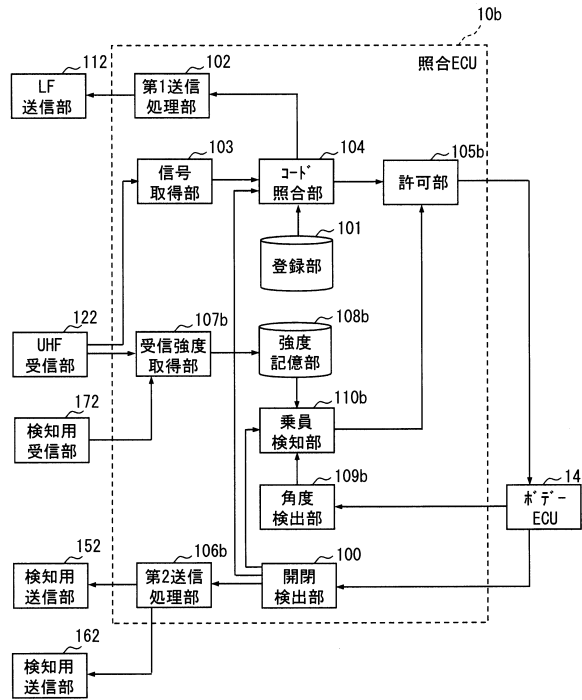 10b
照合ECU
112
LF
送信部
102
第1送信
処理部
103
信号
取得部
104
ｺｰﾄﾞ
照合部
105b
許可部
101
登録部
122
UHF
受信部
107b
受信強度
取得部
108b
強度
記憶部
172
検知用
受信部
110b
乗員
検知部
109b
角度
検出部
14
ﾎﾞﾃﾞｰ
ECU
152
検知用
送信部
106b
第2送信
処理部
100
開閉
検出部
162
検知用
送信部